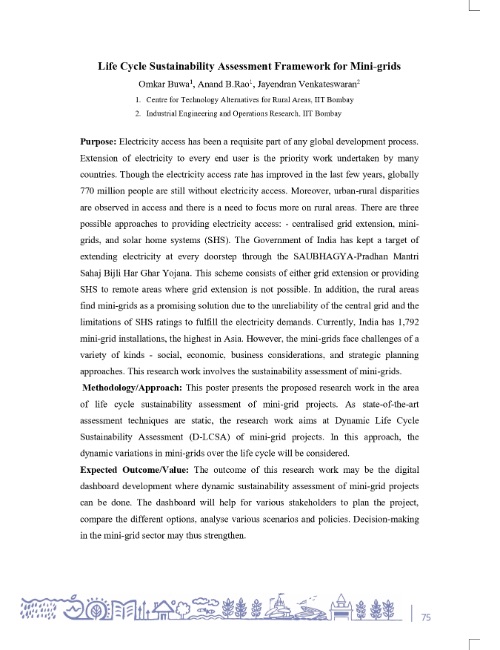 Life Cycle Sustainability Assessment Framework for Mini-grids
Omkar Buwa1, Anand B.Rao1, Jayendran Venkateswaran2
1. Centre for Technology Alternatives for Rural Areas, IIT Bombay
2. Industrial Engineering and Operations Research, IIT Bombay
Purpose: Electricity access has been a requisite part of any global development process.
Extension of electricity to every end user is the priority work undertaken by many
countries. Though the electricity access rate has improved in the last few years, globally
770 million people are still without electricity access. Moreover, urban-rural disparities
are observed in access and there is a need to focus more on rural areas. There are three
possible approaches to providing electricity access: - centralised grid extension, mini-
grids, and solar home systems (SHS). The Government of India has kept a target of
extending electricity at every doorstep through the SAUBHAGYA-Pradhan Mantri
Sahaj Bijli Har Ghar Yojana. This scheme consists of either grid extension or providing
SHS to remote areas where grid extension is not possible. In addition, the rural areas
find mini-grids as a promising solution due to the unreliability of the central grid and the
limitations of SHS ratings to fulfill the electricity demands. Currently, India has 1,792
mini-grid installations, the highest in Asia. However, the mini-grids face challenges of a
variety of kinds - social, economic, business considerations, and strategic planning
approaches. This research work involves the sustainability assessment of mini-grids.
Methodology/Approach: This poster presents the proposed research work in the area
of life cycle sustainability assessment of mini-grid projects. As state-of-the-art
assessment techniques are static, the research work aims at Dynamic Life Cycle
Sustainability Assessment (D-LCSA) of mini-grid projects. In this approach, the
dynamic variations in mini-grids over the life cycle will be considered.
Expected Outcome/Value: The outcome of this research work may be the digital
dashboard development where dynamic sustainability assessment of mini-grid projects
can be done. The dashboard will help for various stakeholders to plan the project,
compare the different options, analyse various scenarios and policies. Decision-making
in the mini-grid sector may thus strengthen.
75